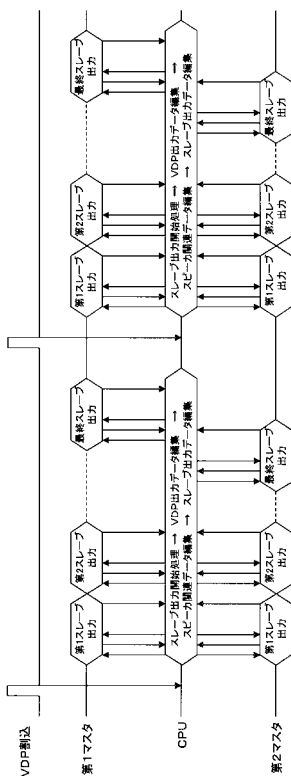 VDP割込
第1マスタ
第1スレーブ
出力
第2スレーブ
出力
最終スレーブ
出力
第1スレーブ
出力
第2スレーブ
出力
最終スレーブ
出力
CPU
スレーブ出力開始処理 → VDP出力データ編集 →
スピーカ関連データ編集 → スレーブ出力データ編集
スレーブ出力開始処理 → VDP出力データ編集 →
スピーカ関連データ編集 → スレーブ出力データ編集
第2マスタ
第1スレーブ
出力
第2スレーブ
出力
最終スレーブ
出力
第1スレーブ
出力
第2スレーブ
出力
最終スレーブ
出力